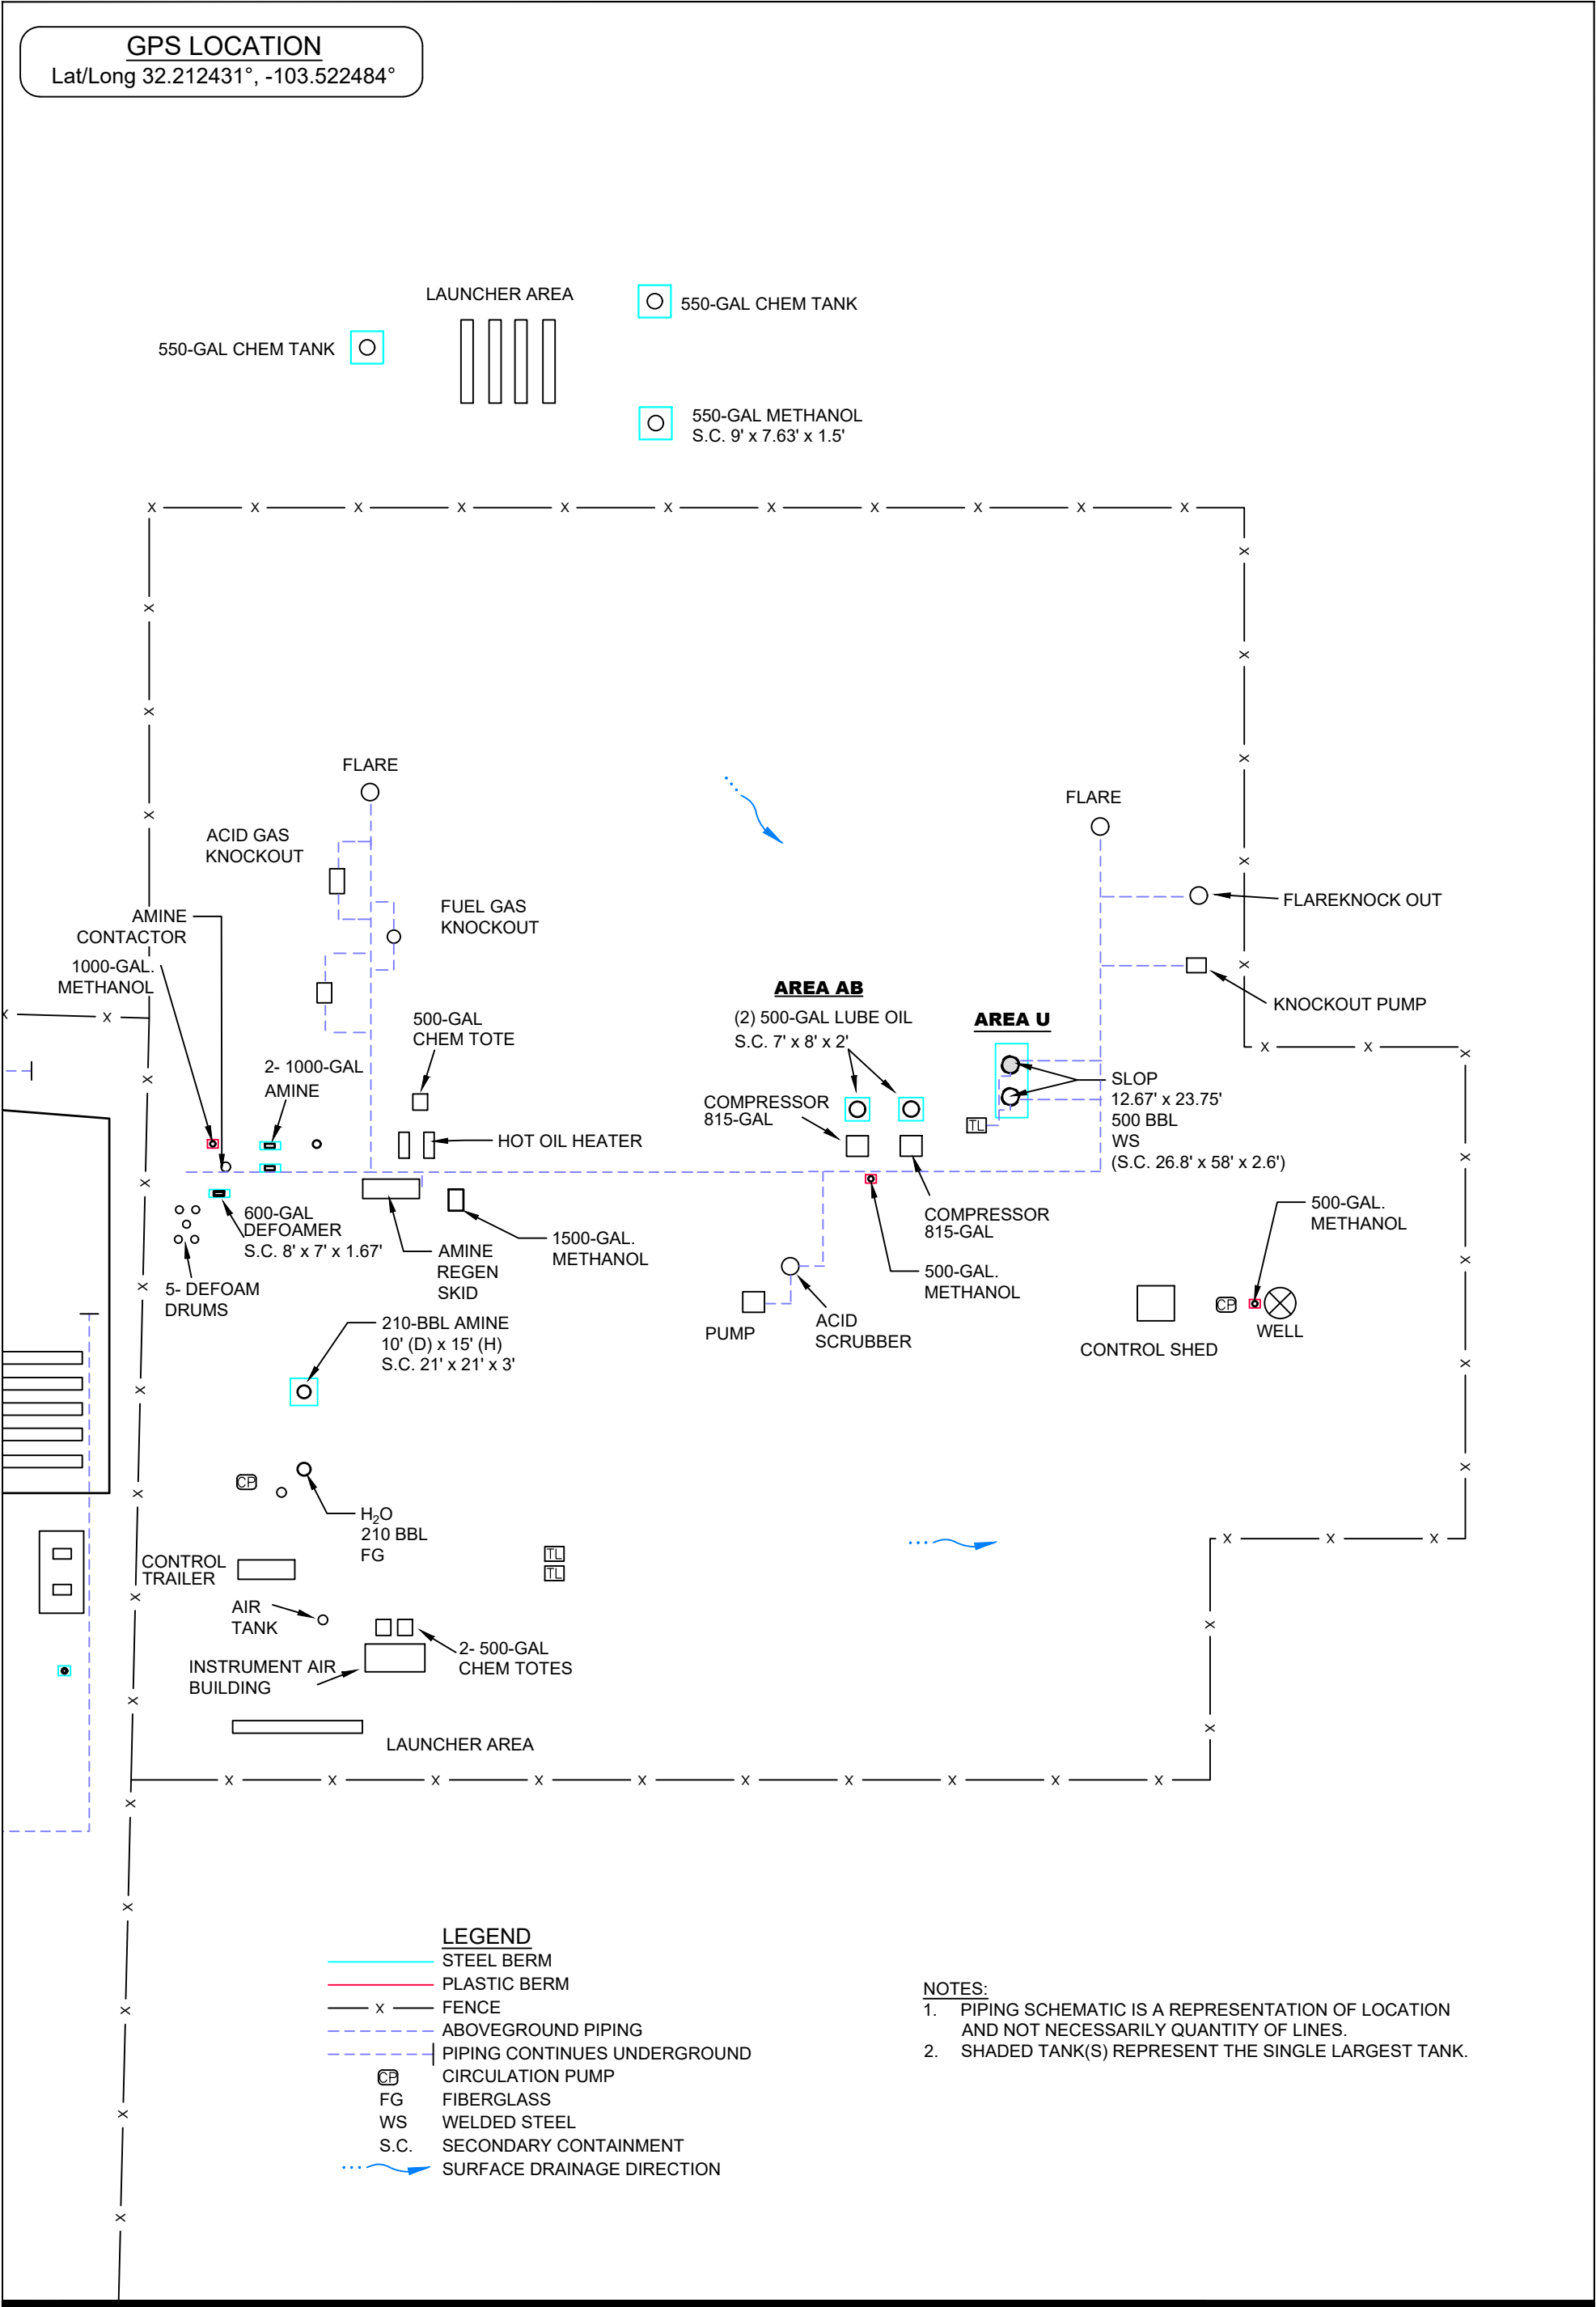 GPS LOCATION
Lat/Long 32.212431°, -103.522484°
LAUNCHER AREA
550-GAL CHEM TANK
550-GAL CHEM TANK
550-GAL METHANOL
S.C. 9' x 7.63' x 1.5'
FLARE
FLARE
ACID GAS
KNOCKOUT
FUEL GAS
KNOCKOUT
FLAREKNOCK OUT
AMINE
CONTACTOR
1000-GAL.
METHANOL
KNOCKOUT PUMP
AREA AB
(2) 500-GAL LUBE OIL
S.C. 7' x 8' x 2'
AREA U
500-GAL
CHEM TOTE
2- 1000-GAL
AMINE
SLOP
12.67' x 23.75'
500 BBL
WS
(S.C. 26.8' x 58' x 2.6')
COMPRESSOR
815-GAL
TL
HOT OIL HEATER
600-GAL
DEFOAMER
S.C. 8' x 7' x 1.67'
5- DEFOAM
DRUMS
AMINE
REGEN
SKID
1500-GAL.
METHANOL
COMPRESSOR
815-GAL
500-GAL.
METHANOL
500-GAL.
METHANOL
ACID
SCRUBBER
PUMP
CP
WELL
CONTROL SHED
210-BBL AMINE
10' (D) x 15' (H)
S.C. 21' x 21' x 3'
CP
H₂O
210 BBL
FG
TL
TL
CONTROL
TRAILER
AIR
TANK
2- 500-GAL
CHEM TOTES
INSTRUMENT AIR
BUILDING
LAUNCHER AREA
LEGEND
STEEL BERM
PLASTIC BERM
X FENCE
ABOVEGROUND PIPING
PIPING CONTINUES UNDERGROUND
CP CIRCULATION PUMP
FG FIBERGLASS
WS WELDED STEEL
S.C. SECONDARY CONTAINMENT
SURFACE DRAINAGE DIRECTION
NOTES:
1. PIPING SCHEMATIC IS A REPRESENTATION OF LOCATION
AND NOT NECESSARILY QUANTITY OF LINES.
2. SHADED TANK(S) REPRESENT THE SINGLE LARGEST TANK.